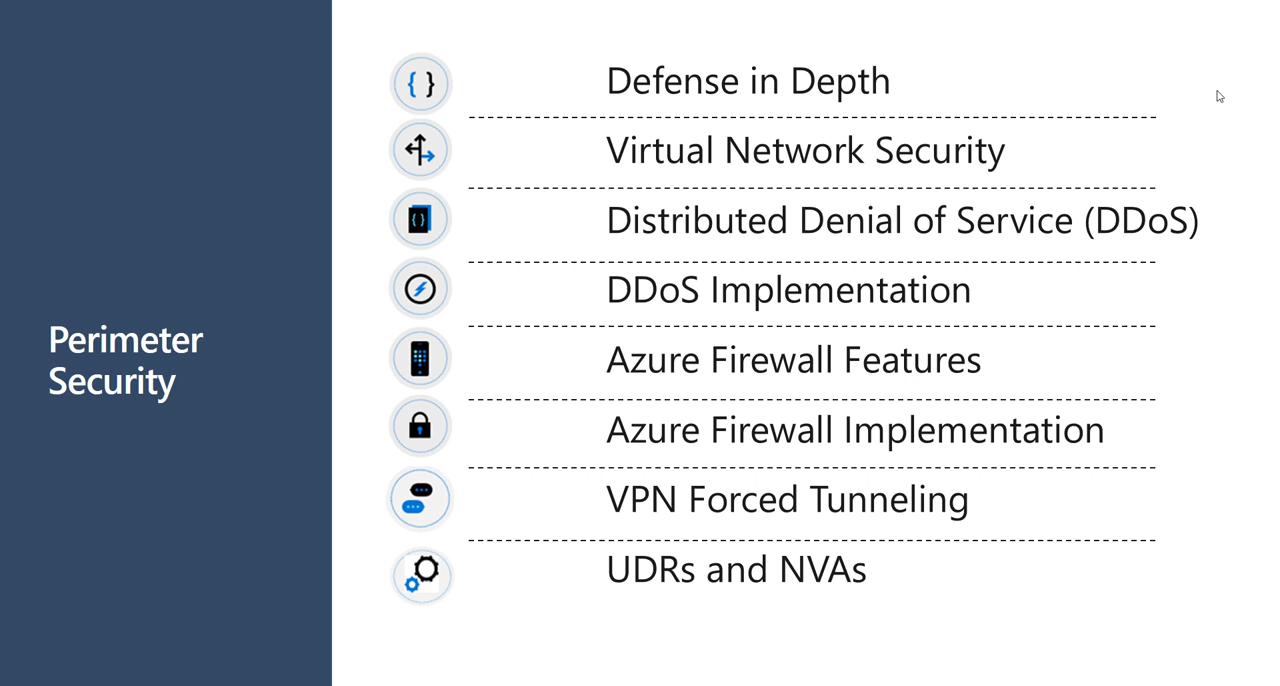 Perimeter
Security
Defense in Depth
Virtual Network Security
Distributed Denial of Service (DDoS)
DDoS Implementation
Azure Firewall Features
Azure Firewall Implementation
VPN Forced Tunneling
UDRs and NVAs